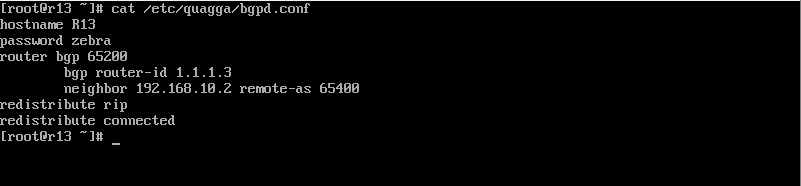 [root@r13 ~]# cat /etc/quagga/bgpd.conf
hostname R13
password zebra
router bgp 65200
        bgp router-id 1.1.1.3
        neighbor 192.168.10.2 remote-as 65400
redistribute rip
redistribute connected
[root@r13 ~]# _